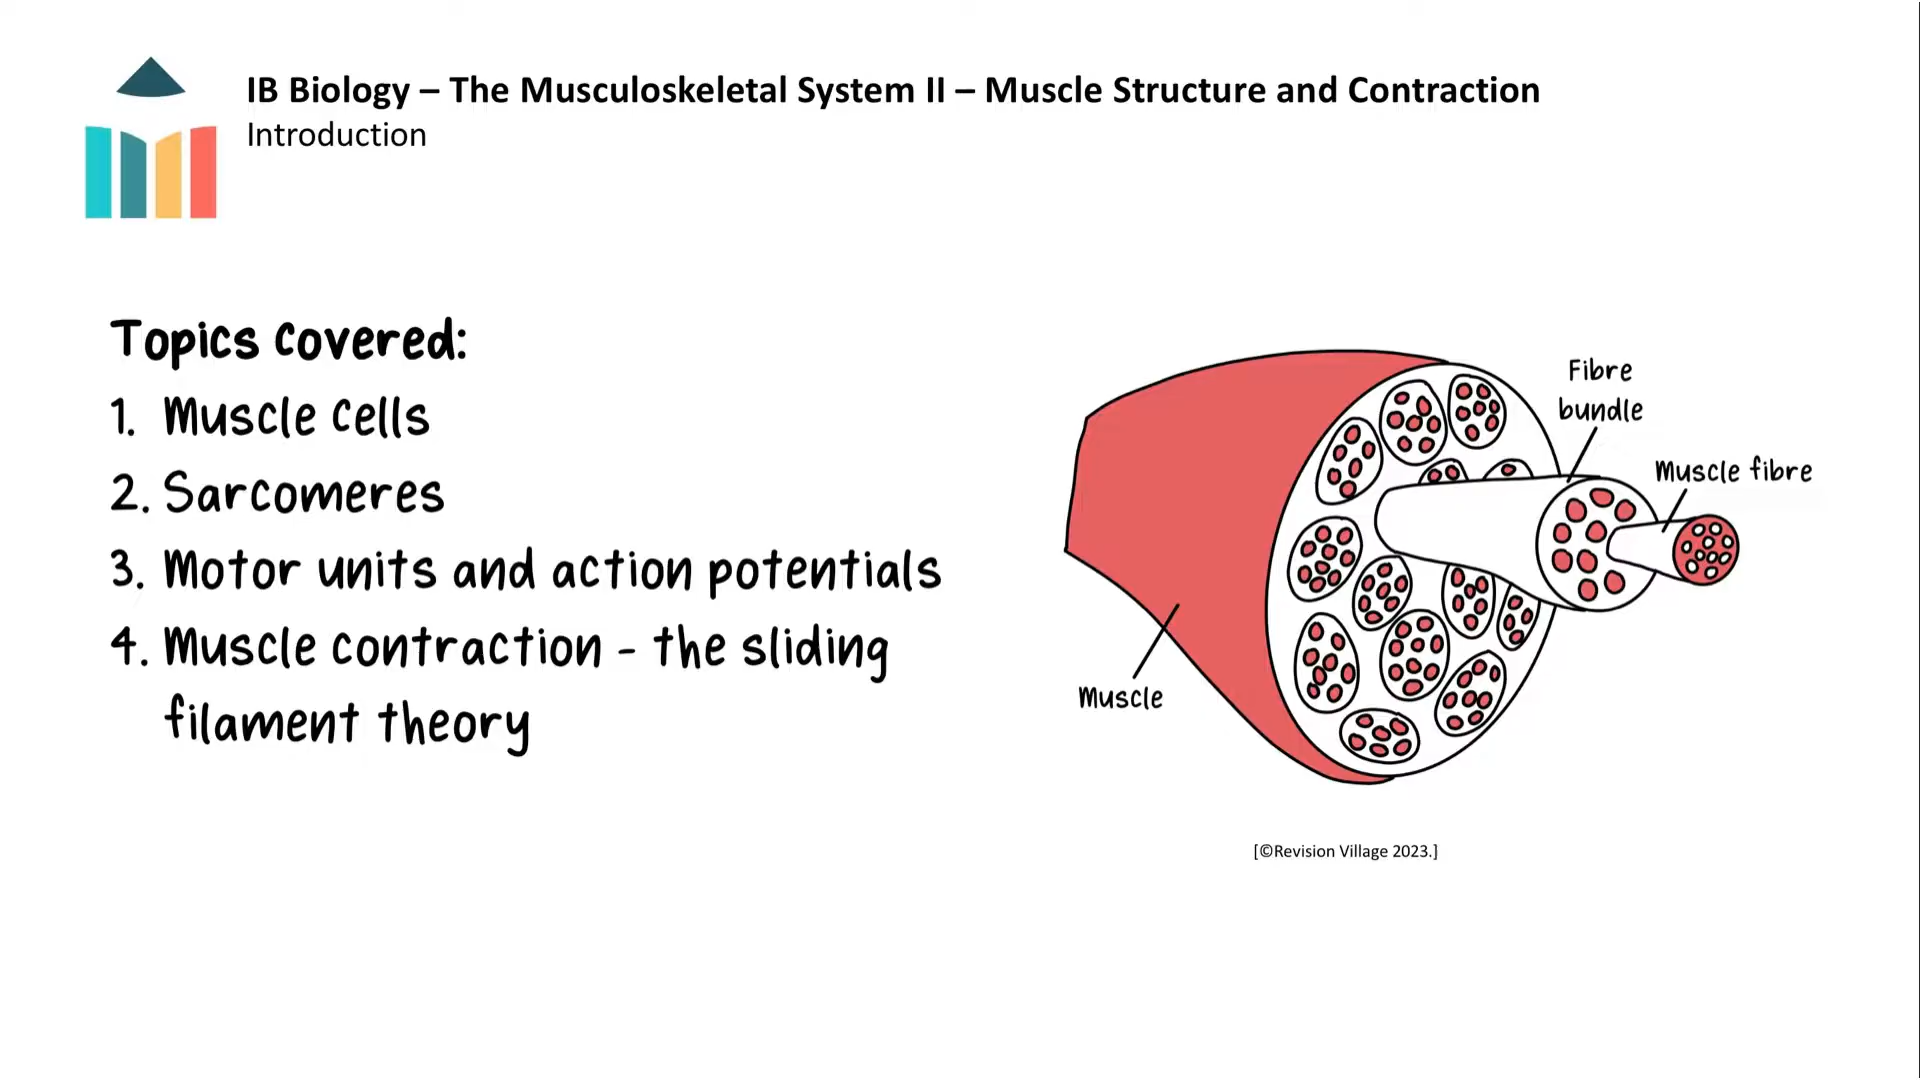 IB Biology – The Musculoskeletal System II – Muscle Structure and Contraction
Introduction
Topics covered:
1. Muscle cells
2. Sarcomeres
3. Motor units and action potentials
4. Muscle contraction - the sliding
filament theory
Fibre
bundle
Muscle fibre
Muscle
[©Revision Village 2023.]